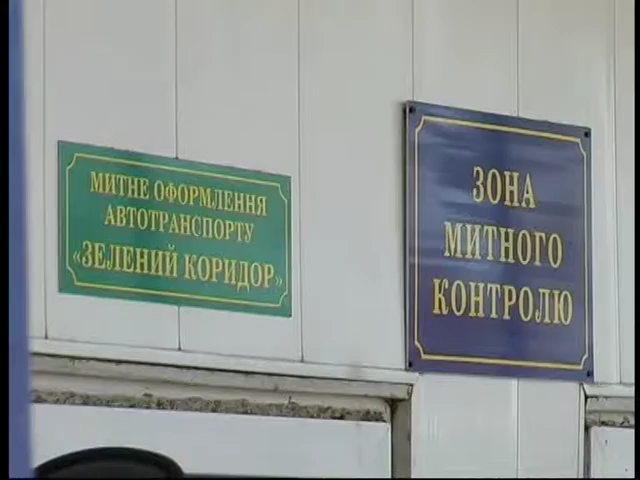 МИТНЕ ОФОРМЛЕННЯ
АВТОТРАНСПОРТУ
«ЗЕЛЕНИЙ КОРИДОР»
ЗОНА
МИТНОГО
КОНТРОЛЮ